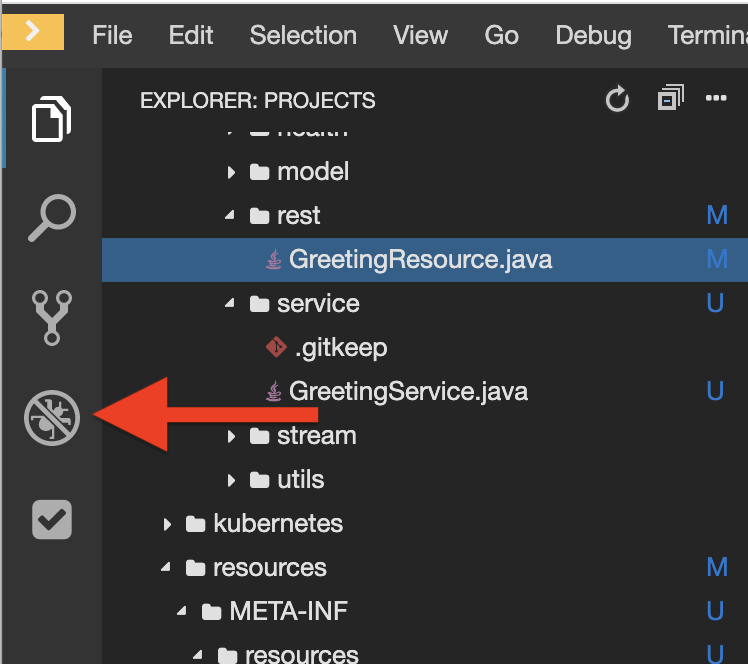 File Edit Selection View Go Debug Termina
EXPLORER: PROJECTS
health
model
rest M
GreetingResource.java M
service U
.gitkeep
GreetingService.java U
stream
utils
kubernetes
resources M
META-INF U
resources U